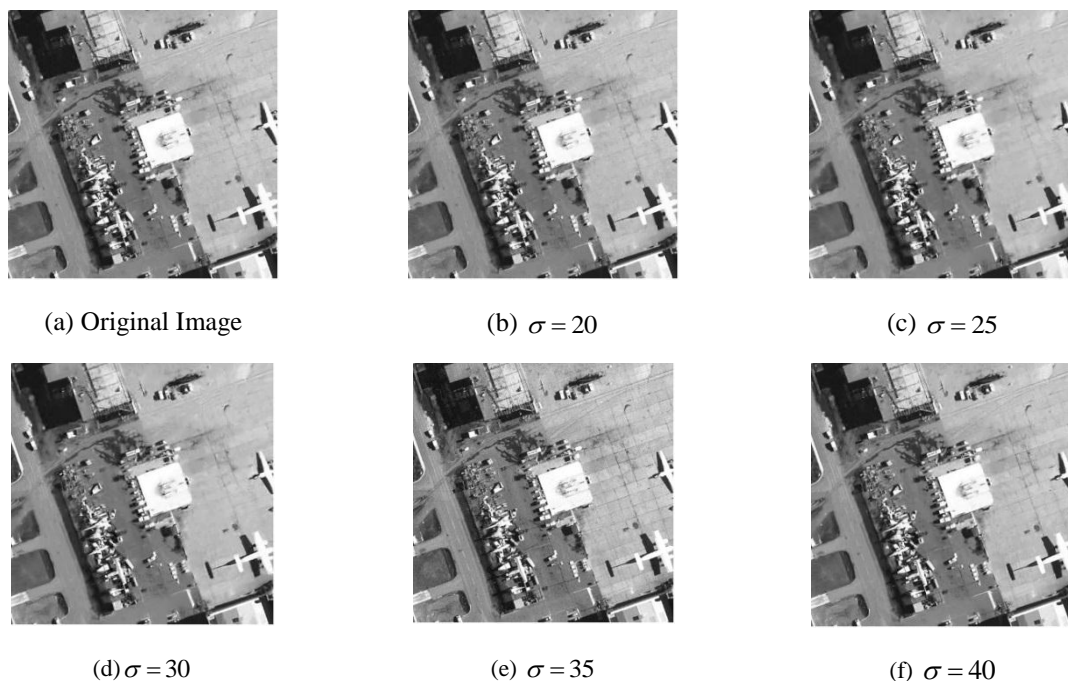 (a) Original Image
(b) σ = 20
(c) σ = 25
(d) σ = 30
(e) σ = 35
(f) σ = 40